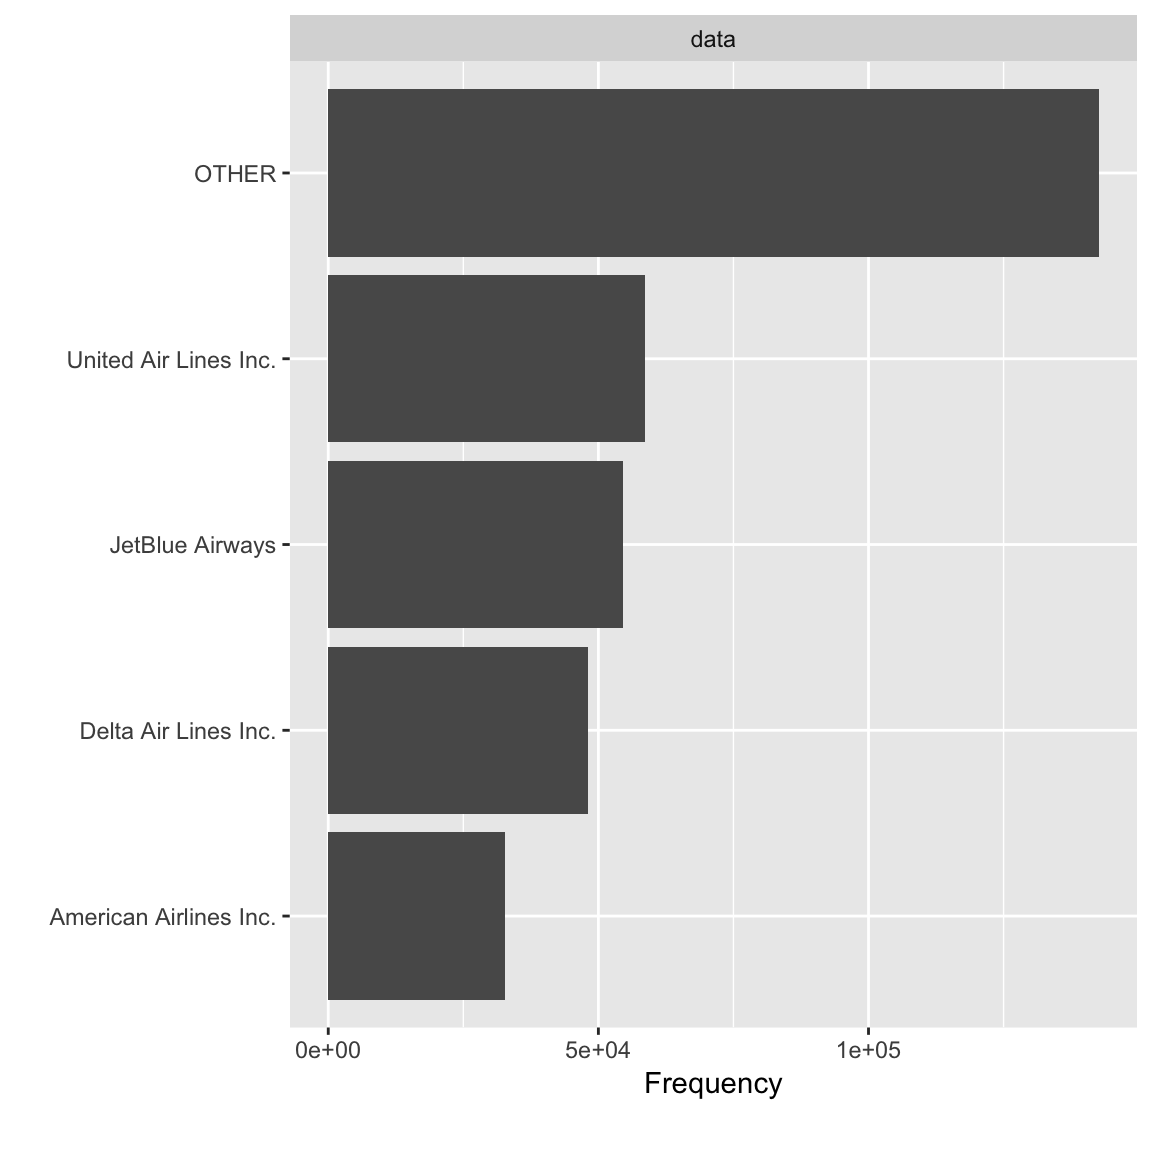 data
OTHER
United Air Lines Inc.
JetBlue Airways
Delta Air Lines Inc.
American Airlines Inc.
0e+00 5e+04 1e+05
Frequency